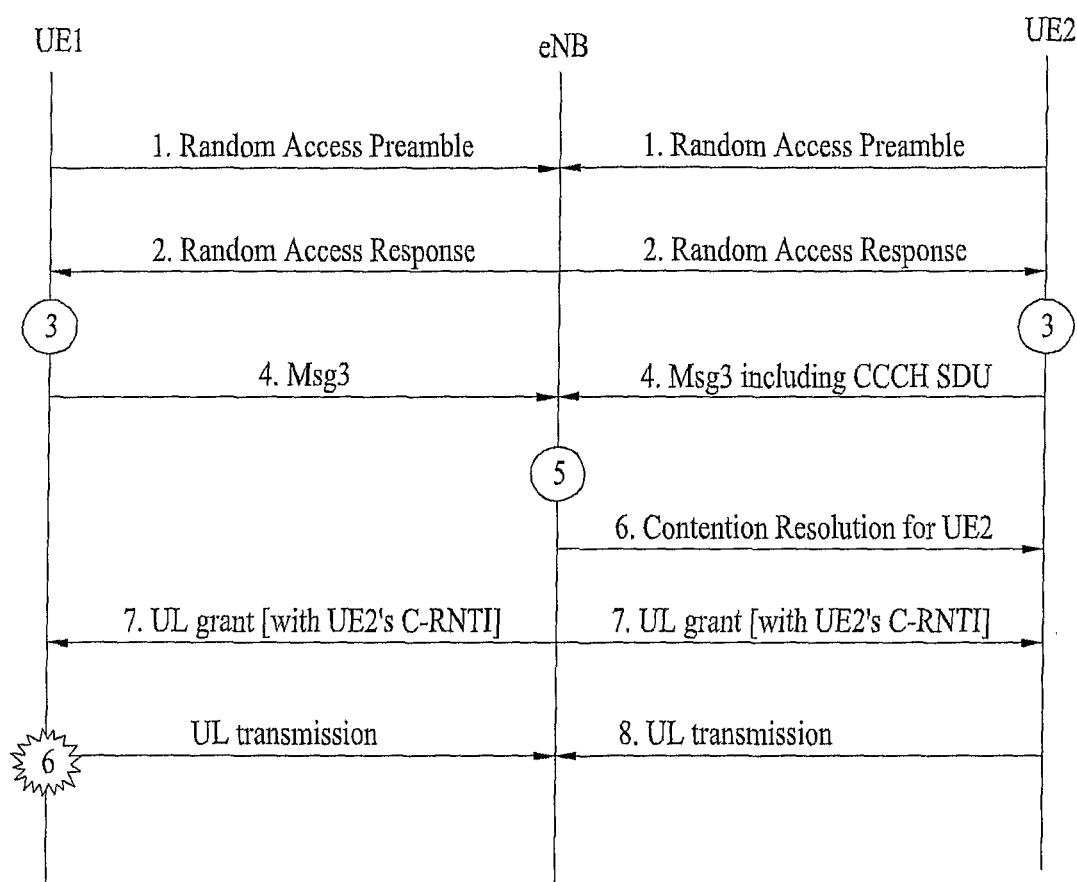 UE1
eNB
UE2
1. Random Access Preamble
1. Random Access Preamble
2. Random Access Response
2. Random Access Response
3
3
4. Msg3
4. Msg3 including CCCH SDU
5
6. Contention Resolution for UE2
7. UL grant [with UE2's C-RNTI]
7. UL grant [with UE2's C-RNTI]
UL transmission
8. UL transmission
6